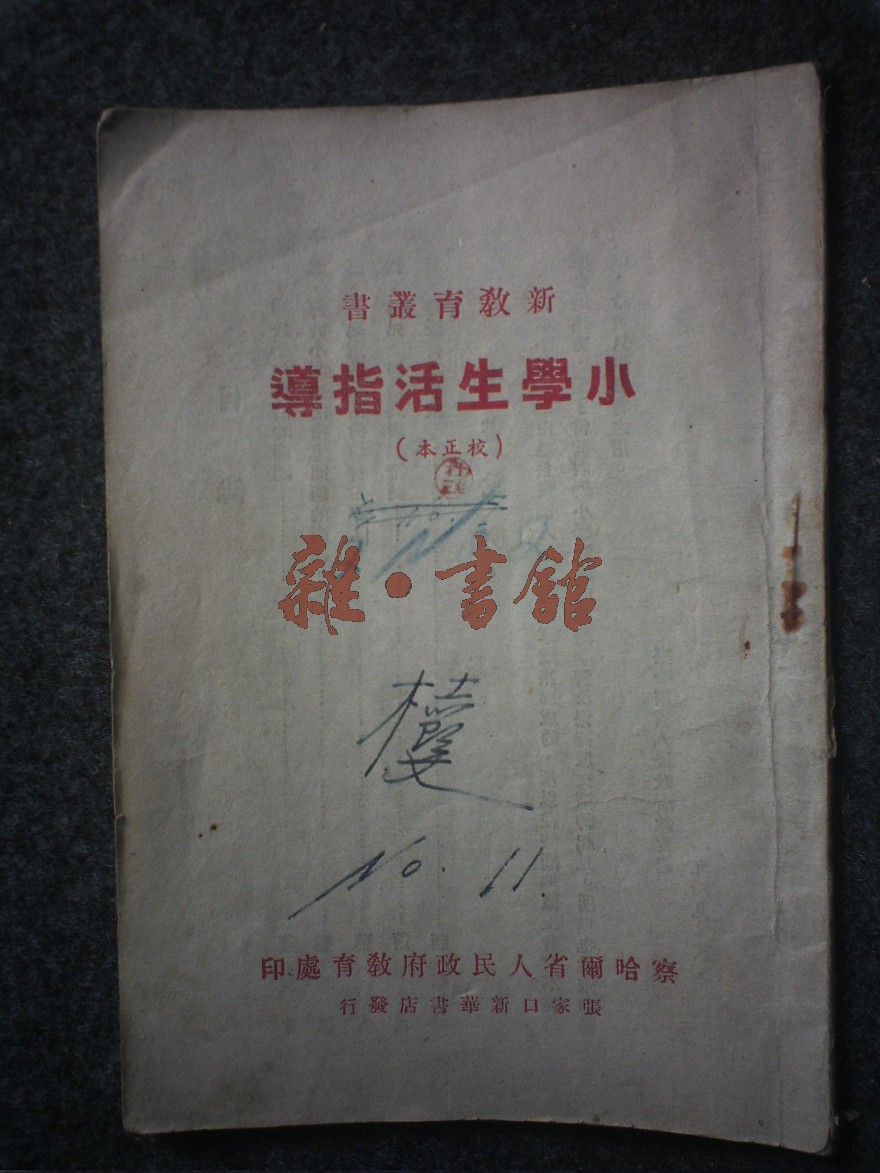 新教育叢書
小學生活指導
（校正本）
雜·書館
No. 11
察哈爾省人民政府教育處印
張家口新華書店發行